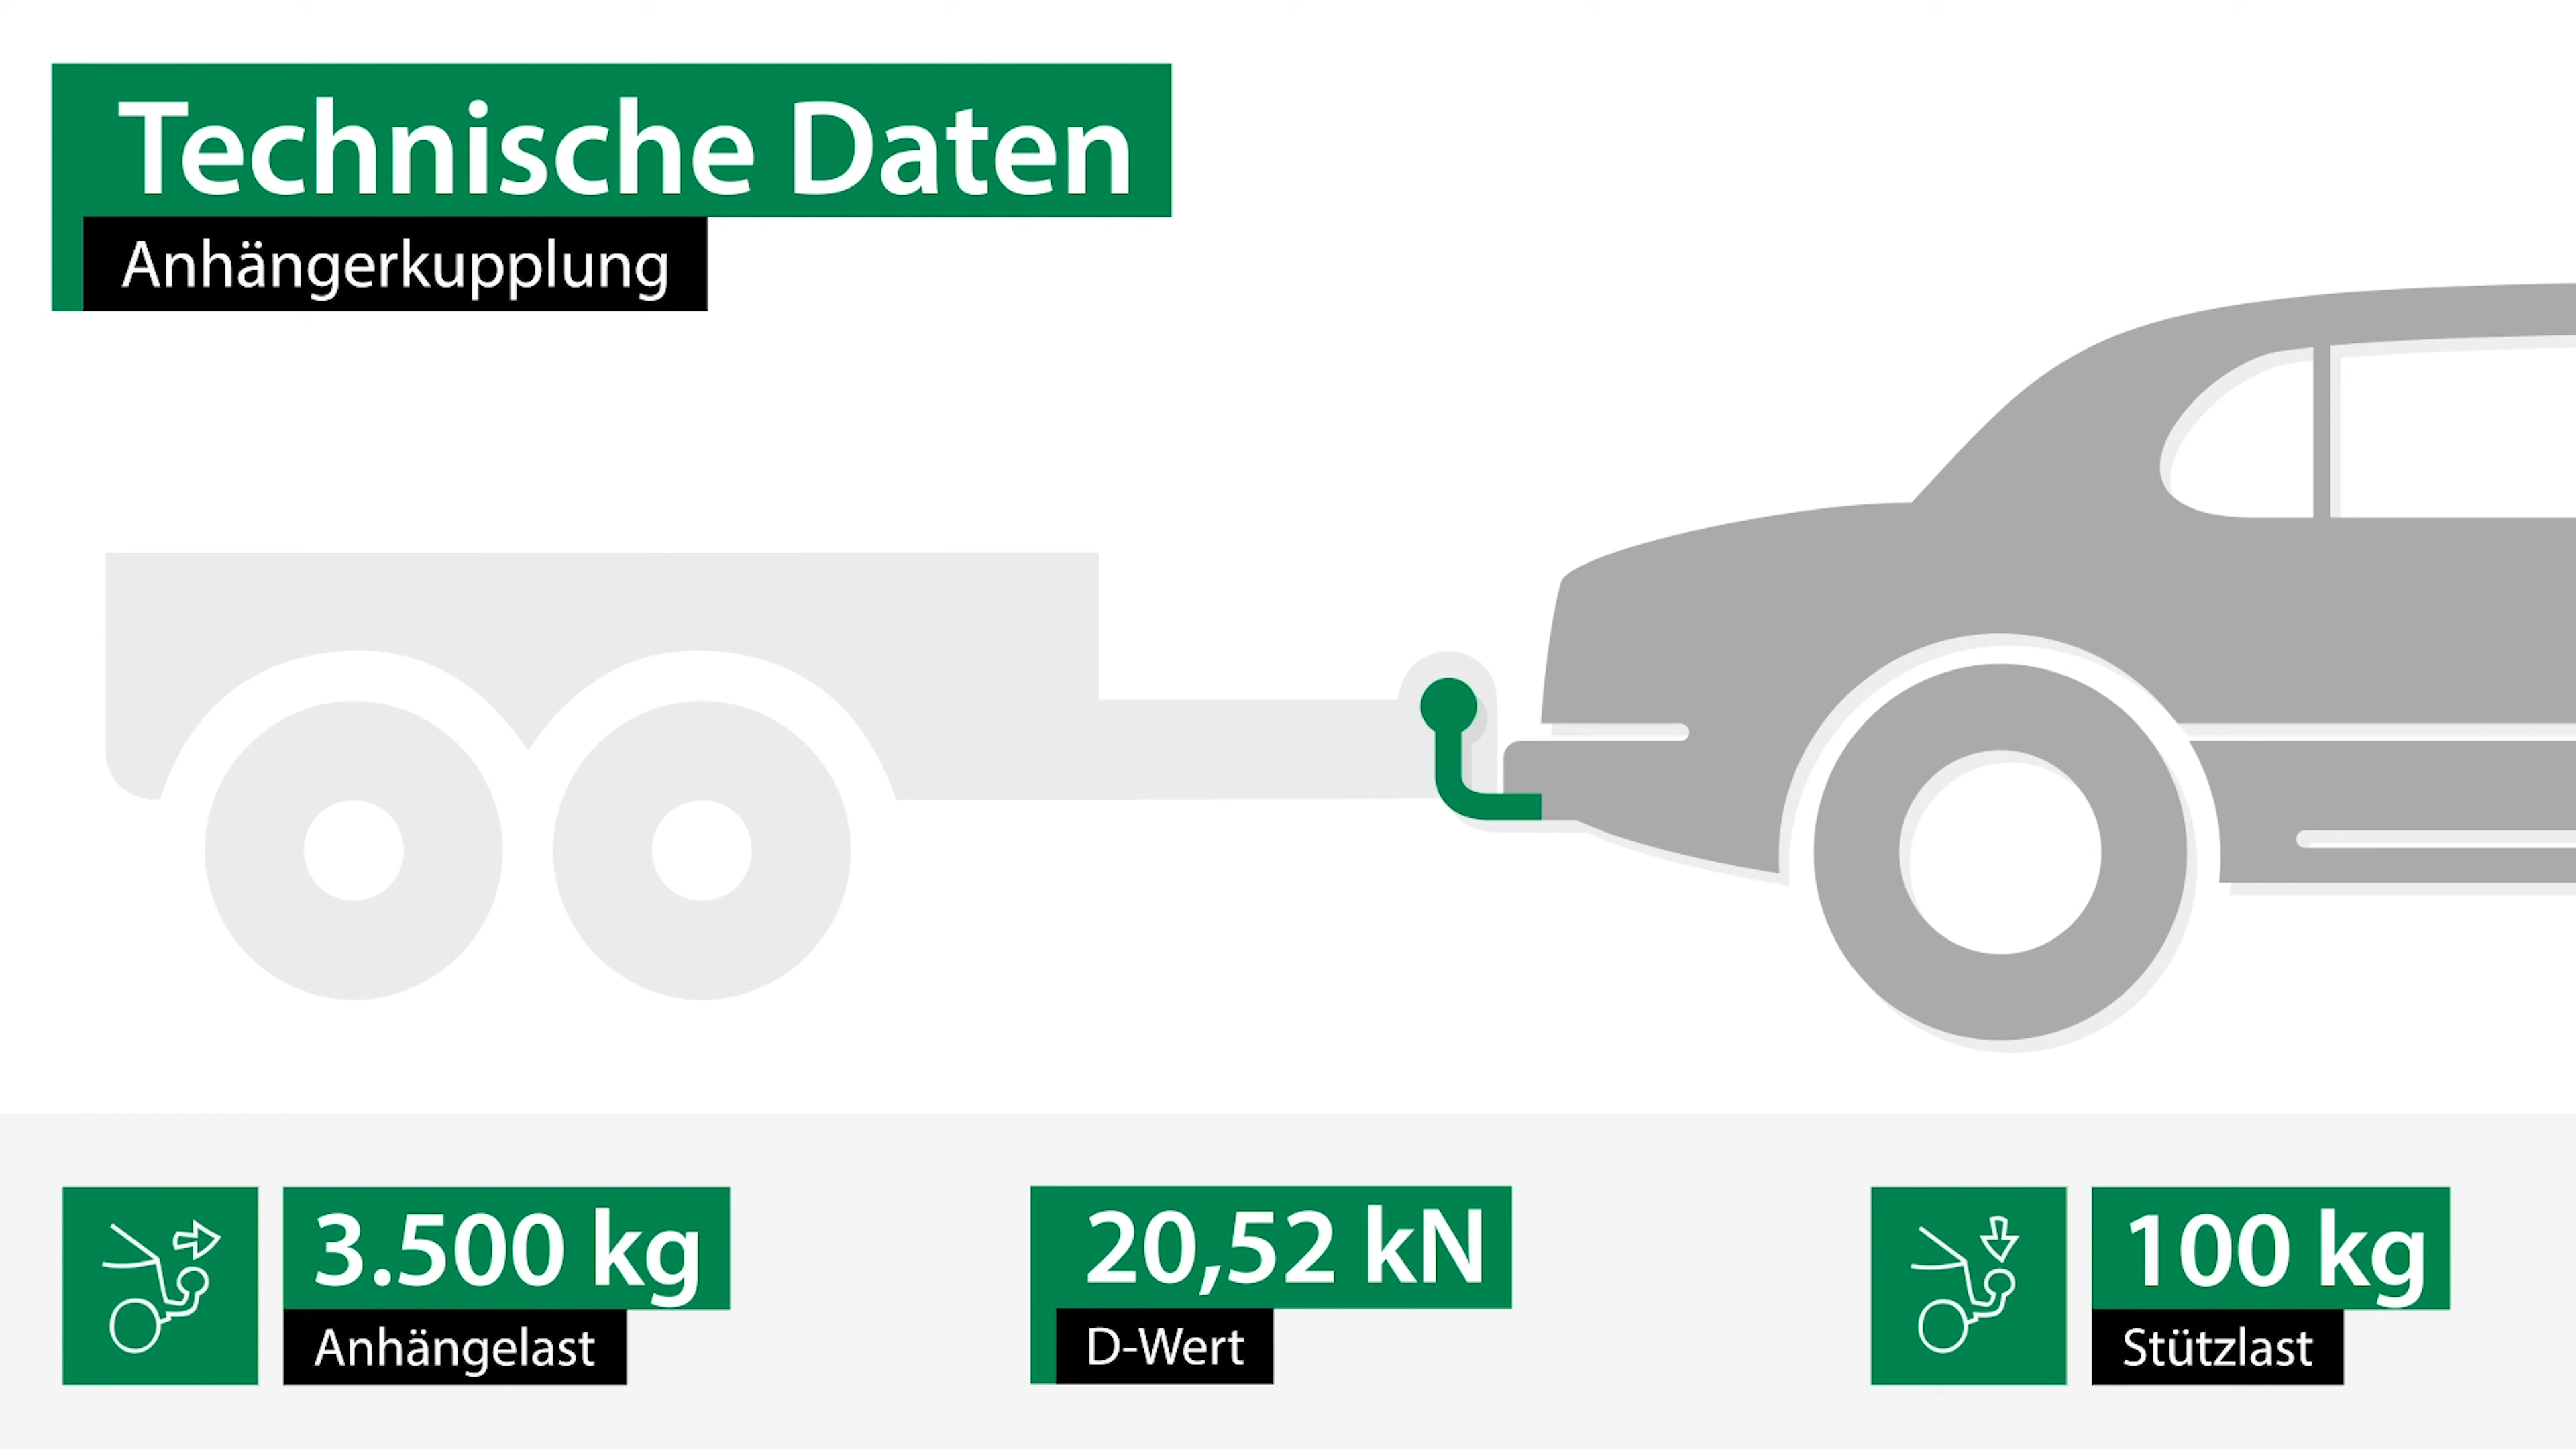 Technische Daten
Anhängerkupplung
3.500 kg
Anhängelast
20,52 kN
D-Wert
100 kg
Stützlast